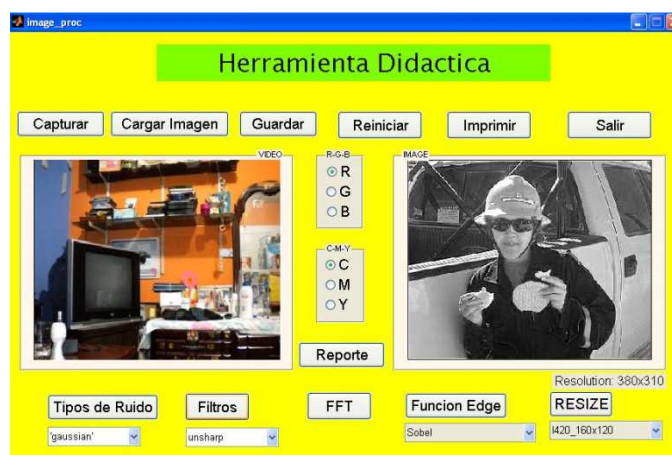 image_proc
Herramienta Didactica
Capturar
Cargar Imagen
Guardar
Reiniciar
Imprimir
Salir
VIDEO
R-G-B
R
G
B
C-M-Y
C
M
Y
IMAGE
Reporte
Resolution: 380x310
Tipos de Ruido
Filtros
FFT
Funcion Edge
RESIZE
'gaussian'
unsharp
Sobel
I420_160x120